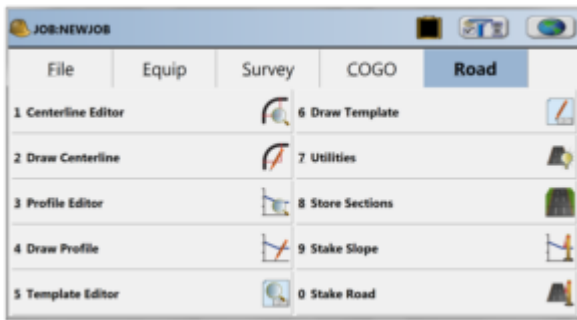 JOB:NEWJOB
File Equip Survey COGO Road
1 Centerline Editor
2 Draw Centerline
3 Profile Editor
4 Draw Profile
5 Template Editor
6 Draw Template
7 Utilities
8 Store Sections
9 Stake Slope
0 Stake Road